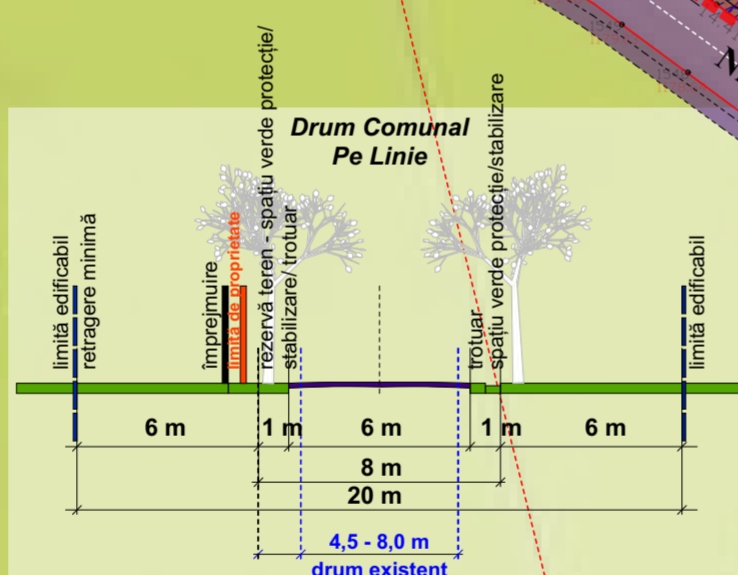 Drum Comunal
Pe Linie
limită edificabil
retragere minimă
împrejmuire
limită de proprietate
rezervă teren - spațiu verde protecție/
stabilizare/ trotuar
trotuar
spațiu verde protecție/stabilizare
limită edificabil
6 m
1 m
6 m
1 m
6 m
8 m
20 m
4,5 - 8,0 m
drum existent